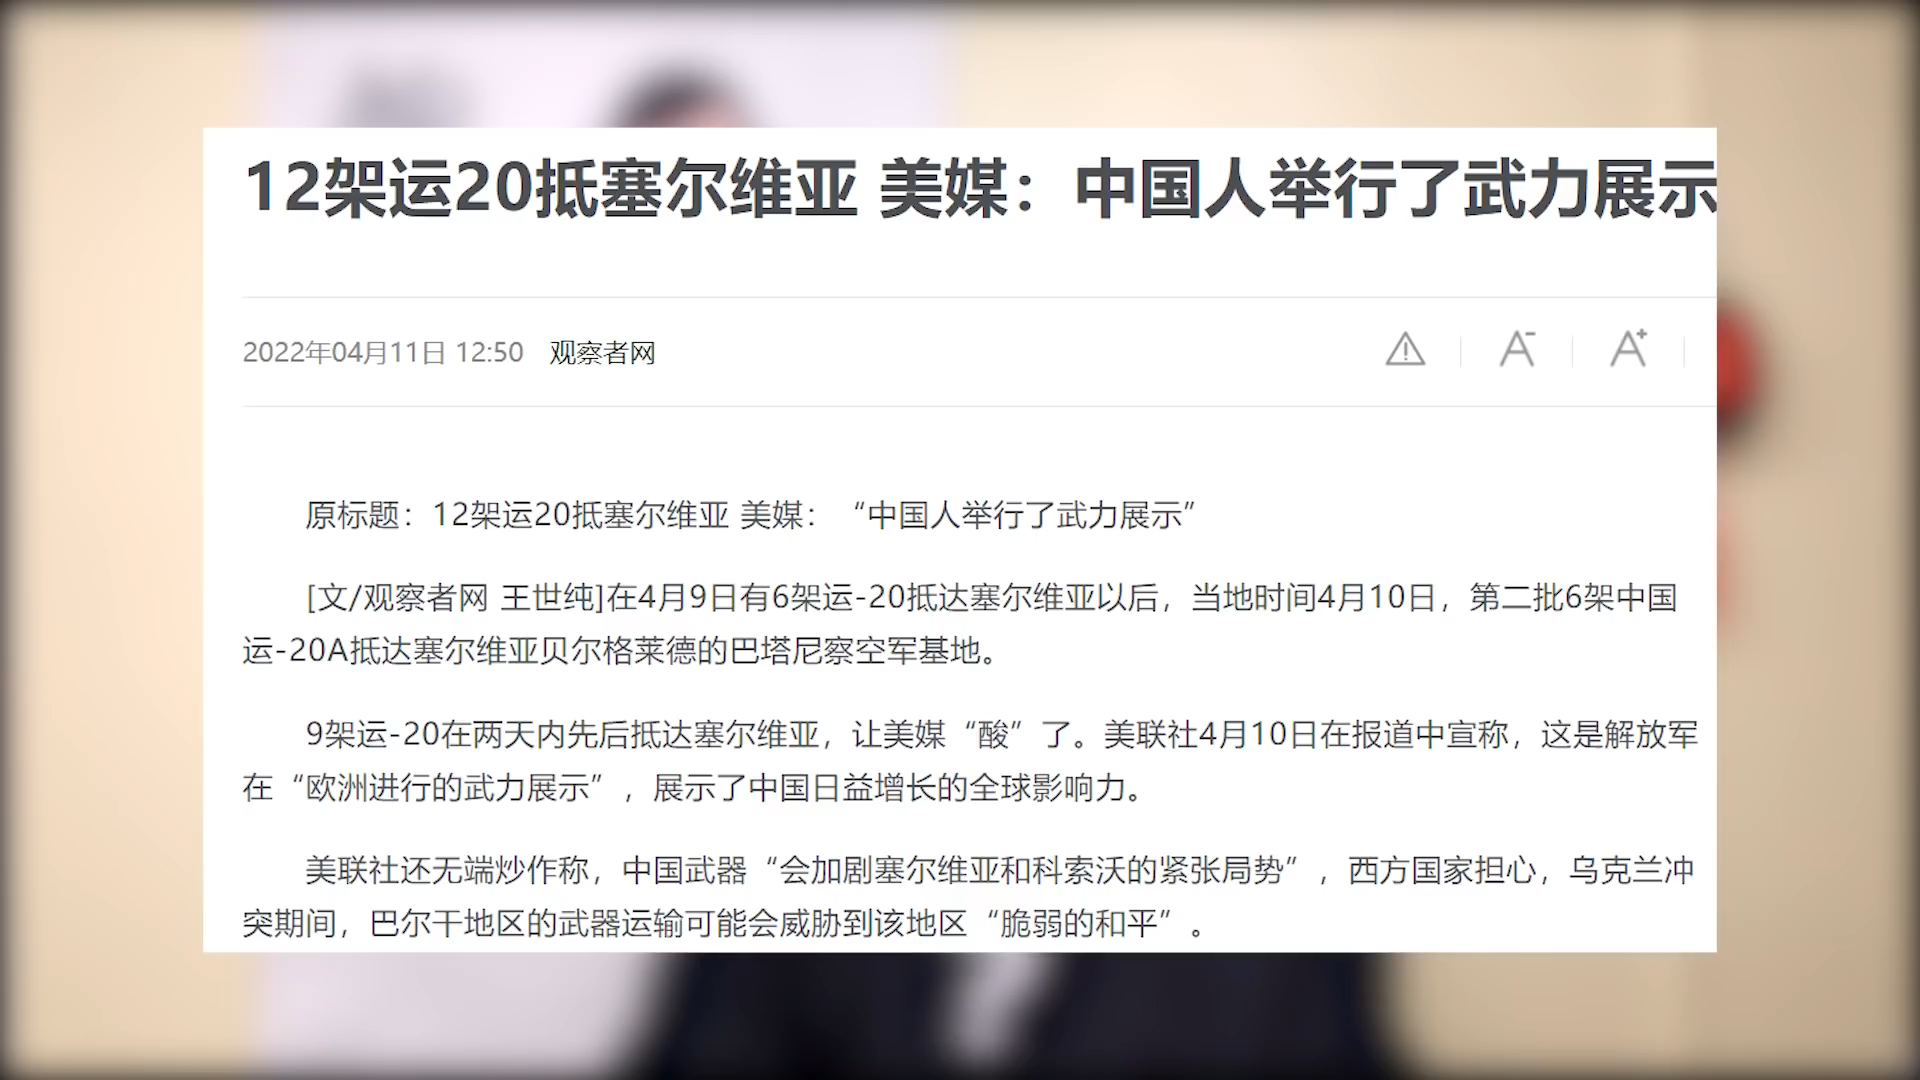 12架运20抵塞尔维亚 美媒：中国人举行了武力展示
2022年04月11日 12:50 观察者网
A- A+
原标题：12架运20抵塞尔维亚 美媒：“中国人举行了武力展示”
[文/观察者网 王世纯]在4月9日有6架运-20抵达塞尔维亚以后，当地时间4月10日，第二批6架中国
运-20A抵达塞尔维亚贝尔格莱德的巴塔尼察空军基地。
9架运-20在两天内先后抵达塞尔维亚，让美媒“酸”了。美联社4月10日在报道中宣称，这是解放军
在“欧洲进行的武力展示”，展示了中国日益增长的全球影响力。
美联社还无端炒作称，中国武器“会加剧塞尔维亚和科索沃的紧张局势”，西方国家担心，乌克兰冲
突期间，巴尔干地区的武器运输可能会威胁到该地区“脆弱的和平”。